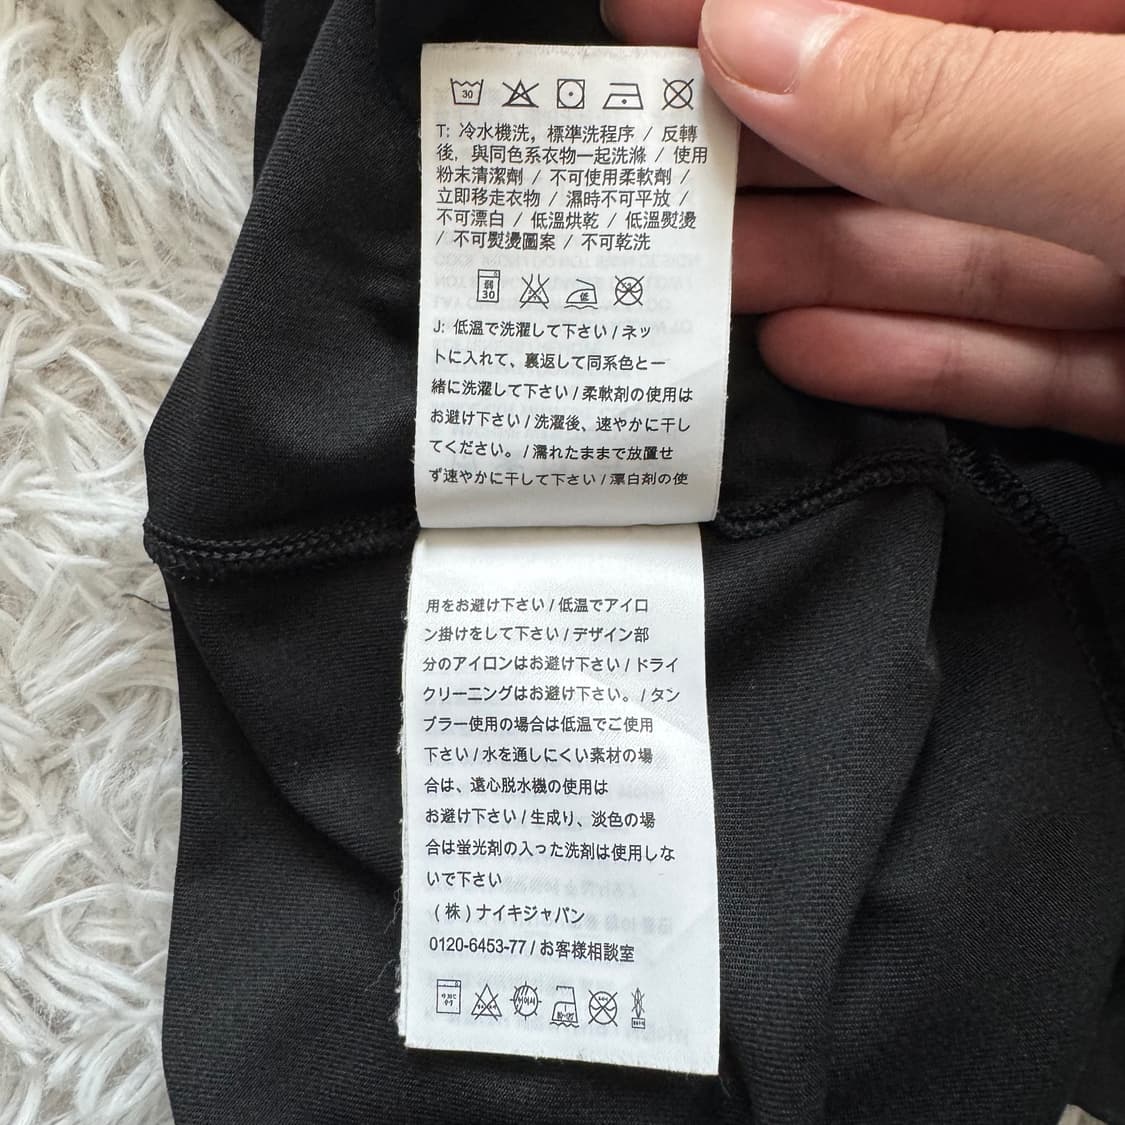 30
T: 冷水機洗，標準洗程序 / 反轉
後，與同色系衣物一起洗滌 / 使用
粉末清潔劑 / 不可使用柔軟劑 /
立即移走衣物 / 濕時不可平放 /
不可漂白 / 低溫烘乾 / 低溫熨燙
/ 不可熨燙圖案 / 不可乾洗
弱 30 低
J: 低温で洗濯して下さい / ネッ
トに入れて、裏返して同系色と一
緒に洗濯して下さい / 柔軟剤の使用は
お避け下さい / 洗濯後、速やかに干し
てください。 / 濡れたままで放置せ
ず速やかに干して下さい / 漂白剤の使
用をお避け下さい / 低温でアイロ
ン掛けをして下さい / デザイン部
分のアイロンはお避け下さい / ドライ
クリーニングはお避け下さい。 / タン
ブラー使用の場合は低温でご使用
下さい / 水を通しにくい素材の場
合は、遠心脱水機の使用は
お避け下さい / 生成り、淡色の場
合は蛍光剤の入った洗剤は使用しな
いで下さい
( 株 ) ナイキジャパン
0120-6453-77 / お客様相談室